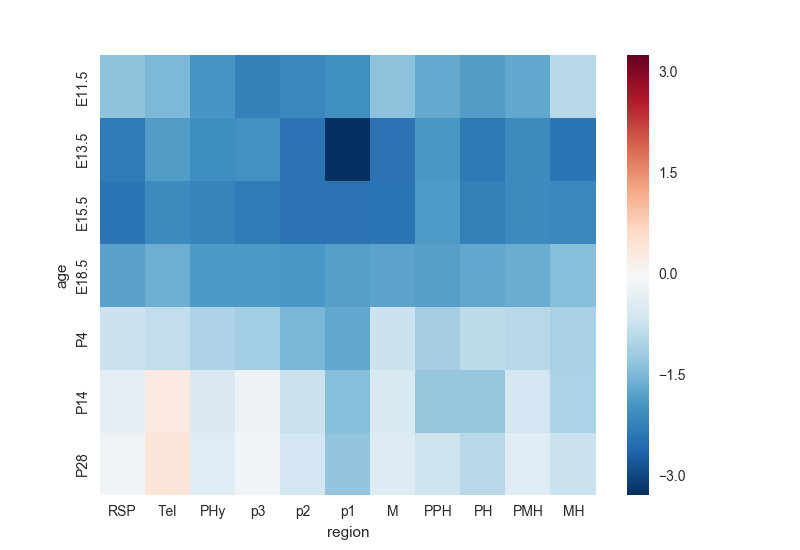 age
E11.5
E13.5
E15.5
E18.5
P4
P14
P28
RSP Tel PHy p3 p2 p1 M PPH PH PMH MH
region
3.0
1.5
0.0
−1.5
−3.0